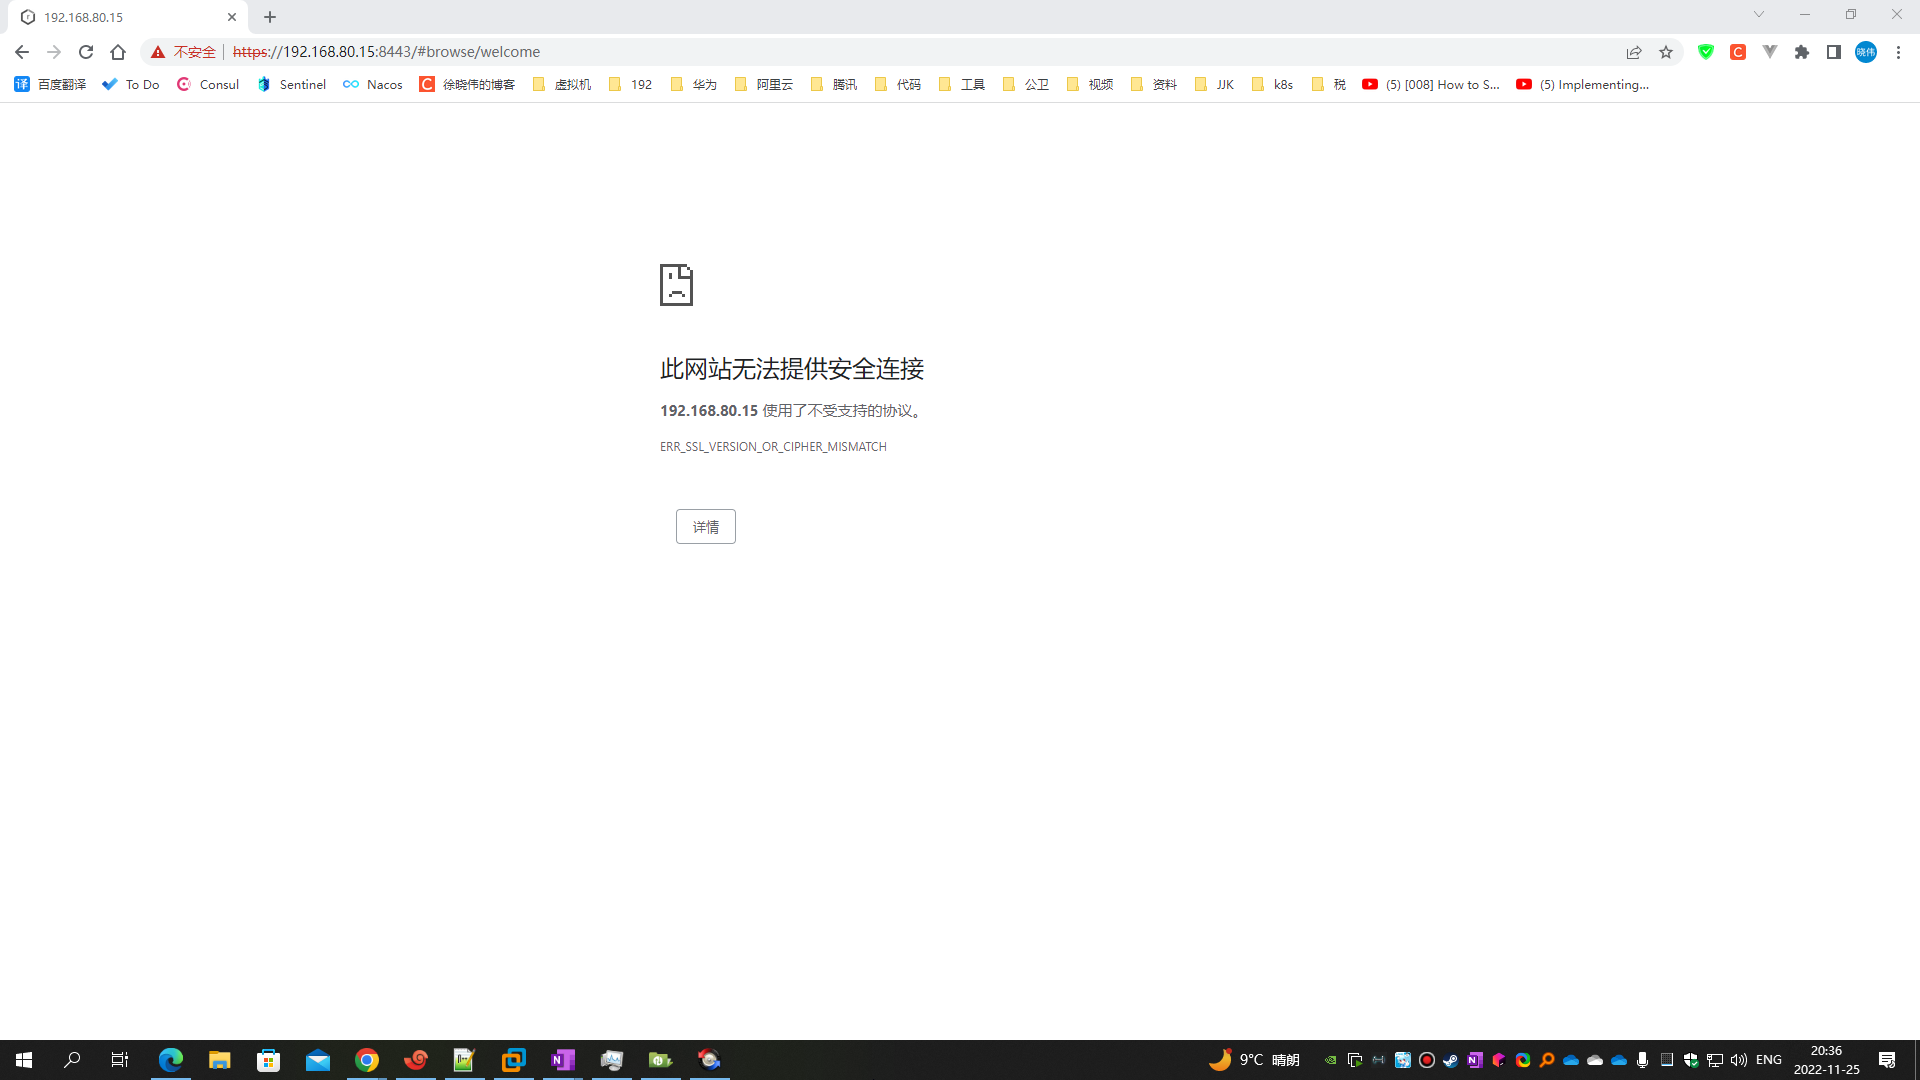 192.168.80.15
不安全 https://192.168.80.15:8443/#browse/welcome
晓伟
译 百度翻译 To Do Consul Sentinel Nacos C 徐晓伟的博客 虚拟机 192 华为 阿里云 腾讯 代码 工具 公卫 视频 资料 JJK k8s 税 (5) [008] How to S... (5) Implementing...
此网站无法提供安全连接
192.168.80.15 使用了不受支持的协议。
ERR_SSL_VERSION_OR_CIPHER_MISMATCH
详情
9°C 晴朗 ENG 20:36
2022-11-25